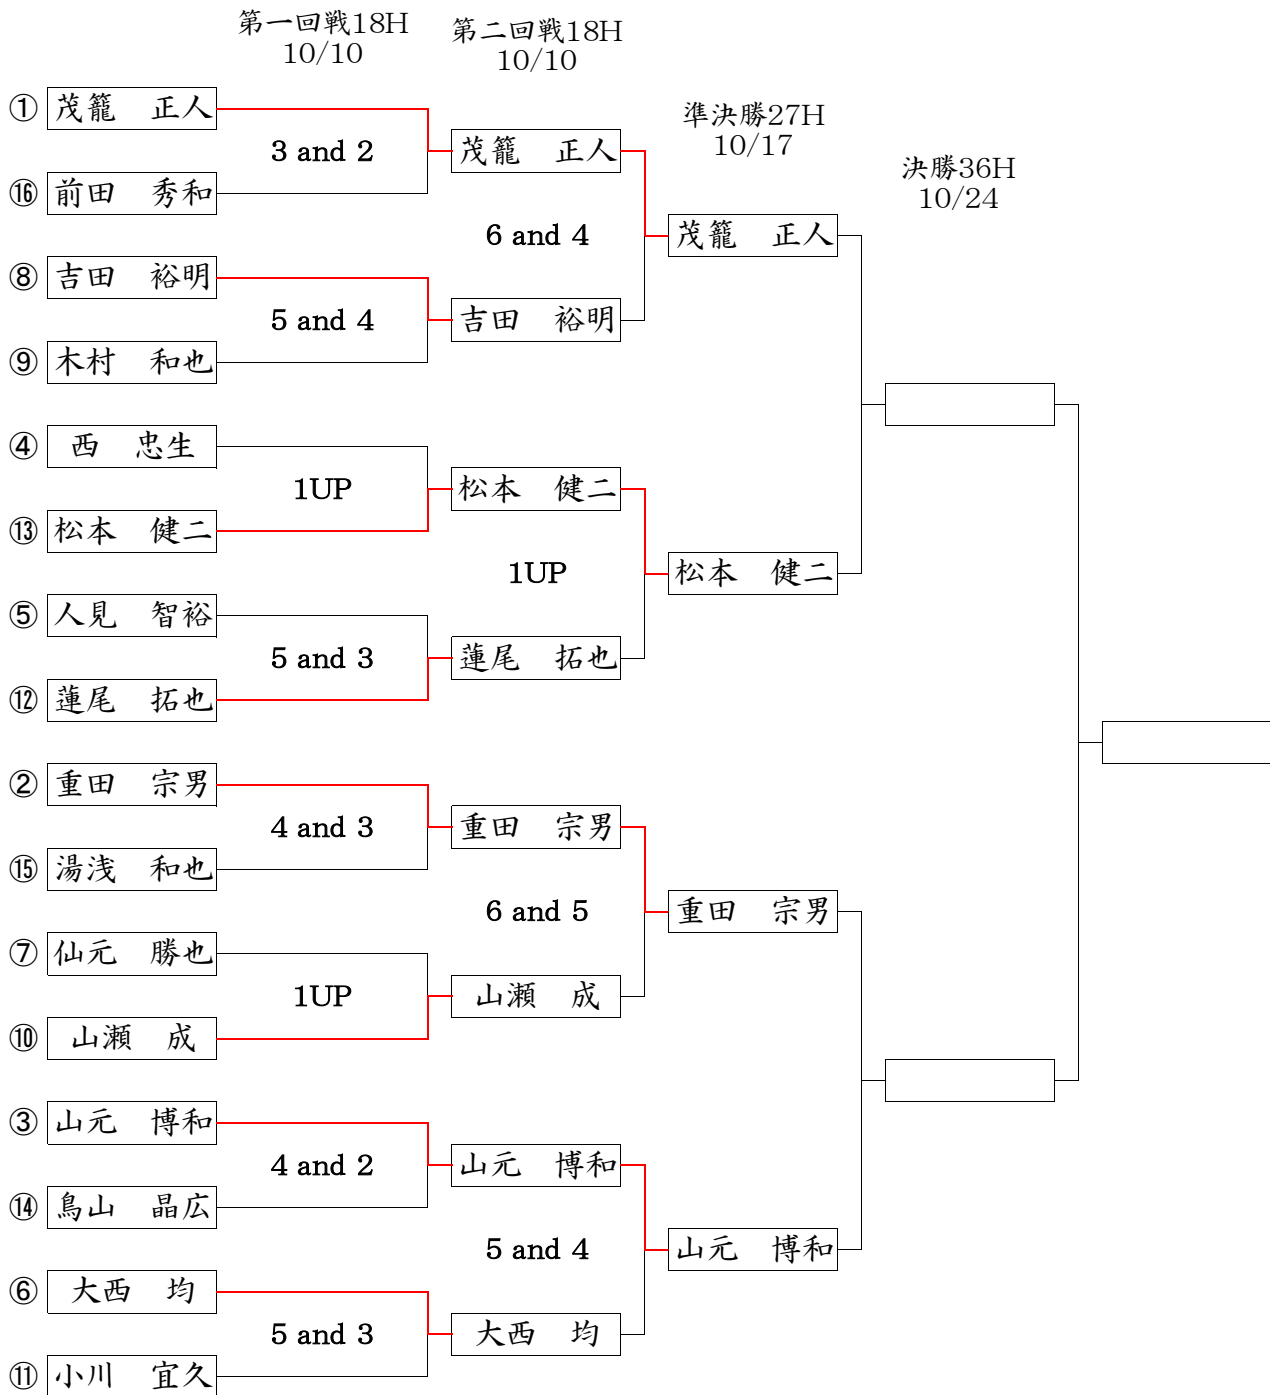 第一回戦18H
10/10
第二回戦18H
10/10
準決勝27H
10/17
決勝36H
10/24
① 茂籠　正人
3 and 2
茂籠　正人
⑯ 前田　秀和
6 and 4
茂籠　正人
⑧ 吉田　裕明
5 and 4
吉田　裕明
⑨ 木村　和也
④ 西　忠生
1UP
松本　健二
⑬ 松本　健二
1UP
松本　健二
⑤ 人見　智裕
5 and 3
蓮尾　拓也
⑫ 蓮尾　拓也
② 重田　宗男
4 and 3
重田　宗男
⑮ 湯浅　和也
6 and 5
重田　宗男
⑦ 仙元　勝也
1UP
山瀬　成
⑩ 山瀬　成
③ 山元　博和
4 and 2
山元　博和
⑭ 鳥山　晶広
5 and 4
山元　博和
⑥ 大西　均
5 and 3
大西　均
⑪ 小川　宜久